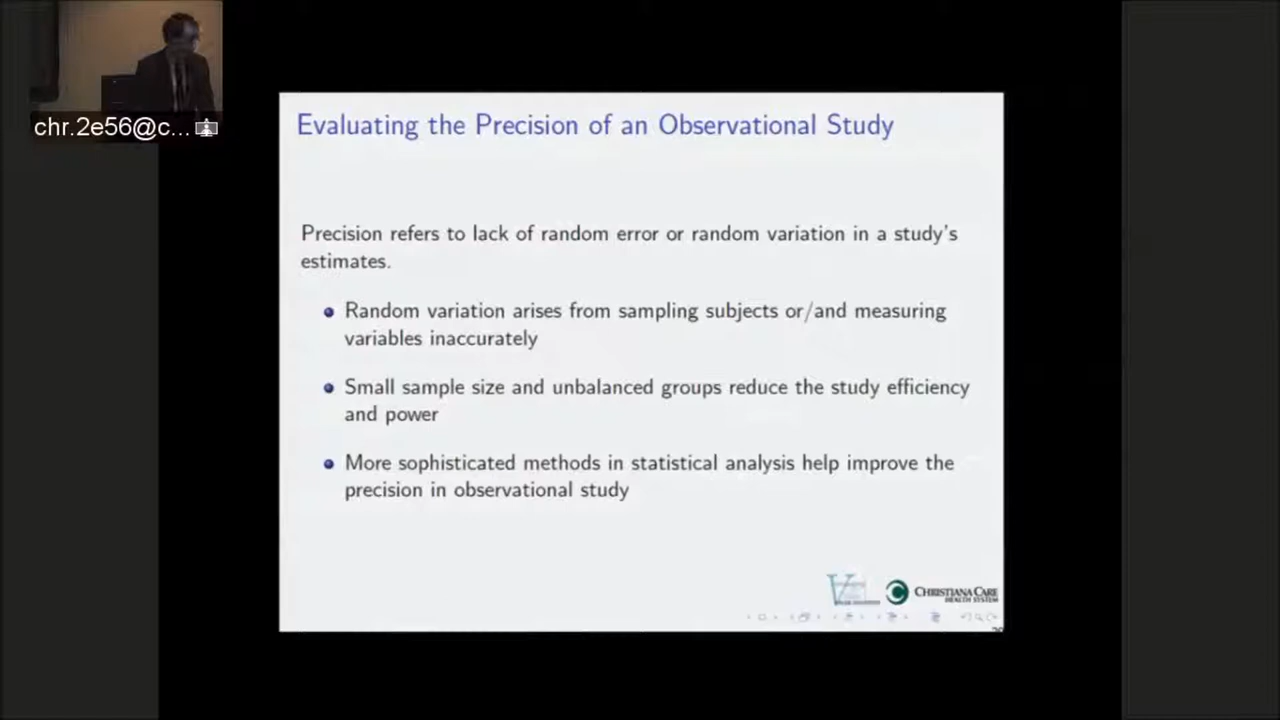 chr.2e56@c...
Evaluating the Precision of an Observational Study
Precision refers to lack of random error or random variation in a study's
estimates.
Random variation arises from sampling subjects or/and measuring
variables inaccurately
Small sample size and unbalanced groups reduce the study efficiency
and power
More sophisticated methods in statistical analysis help improve the
precision in observational study
CHRISTIANA CARE
HEALTH SYSTEM